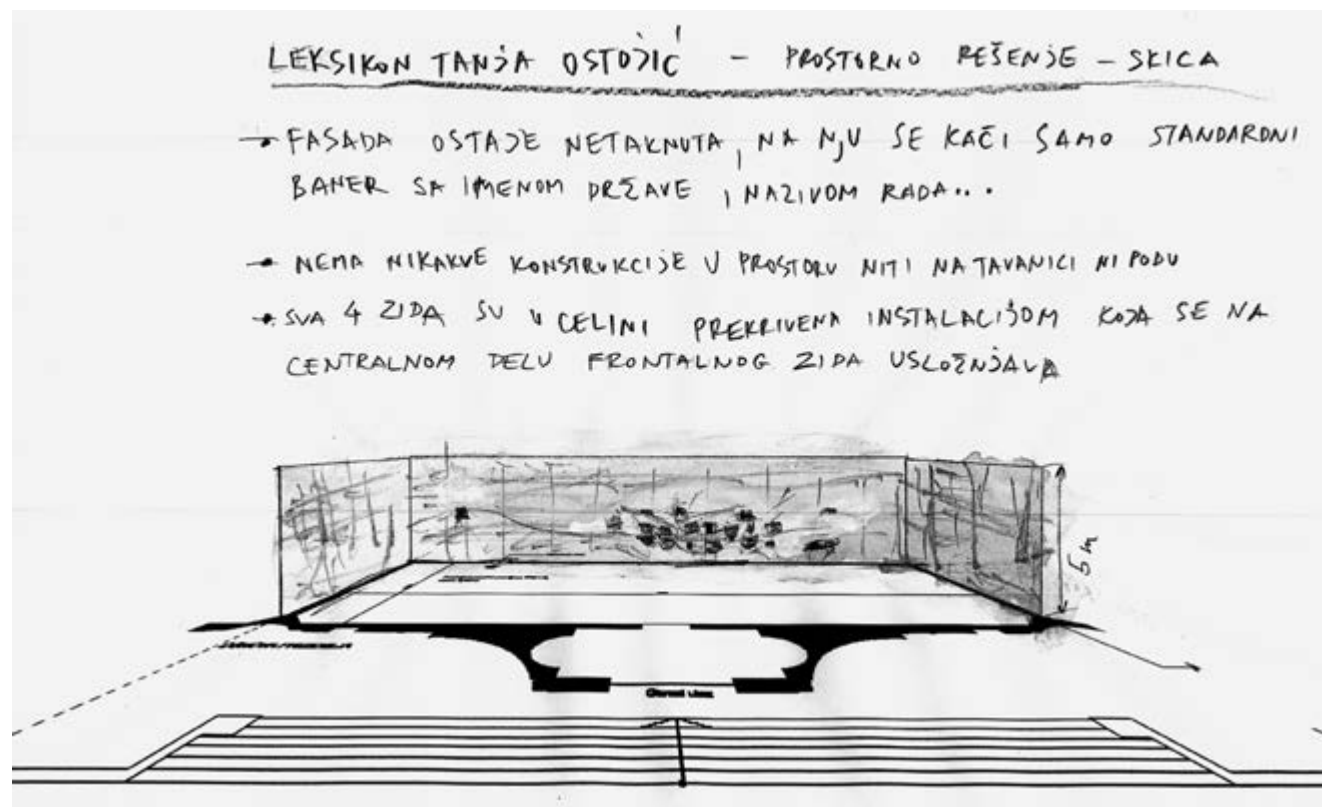 LEKSIKON TANJA OSTOJIĆ – PROSTORNO REŠENJE – SKICA
→ FASADA OSTAJE NETAKNUTA, NA NJU SE KAČI SAMO STANDARDNI
BANER SA IMENOM DRŽAVE, NAZIVOM RADA...
→ NEMA NIKAKVE KONSTRUKCIJE U PROSTORU NITI NA TAVANICI NI PODU
→ SVA 4 ZIDA SU U CELINI PREKRIVENA INSTALACIJOM KOJA SE NA
CENTRALNOM DELU FRONTALNOG ZIDA USLOŽNJAVA
5m